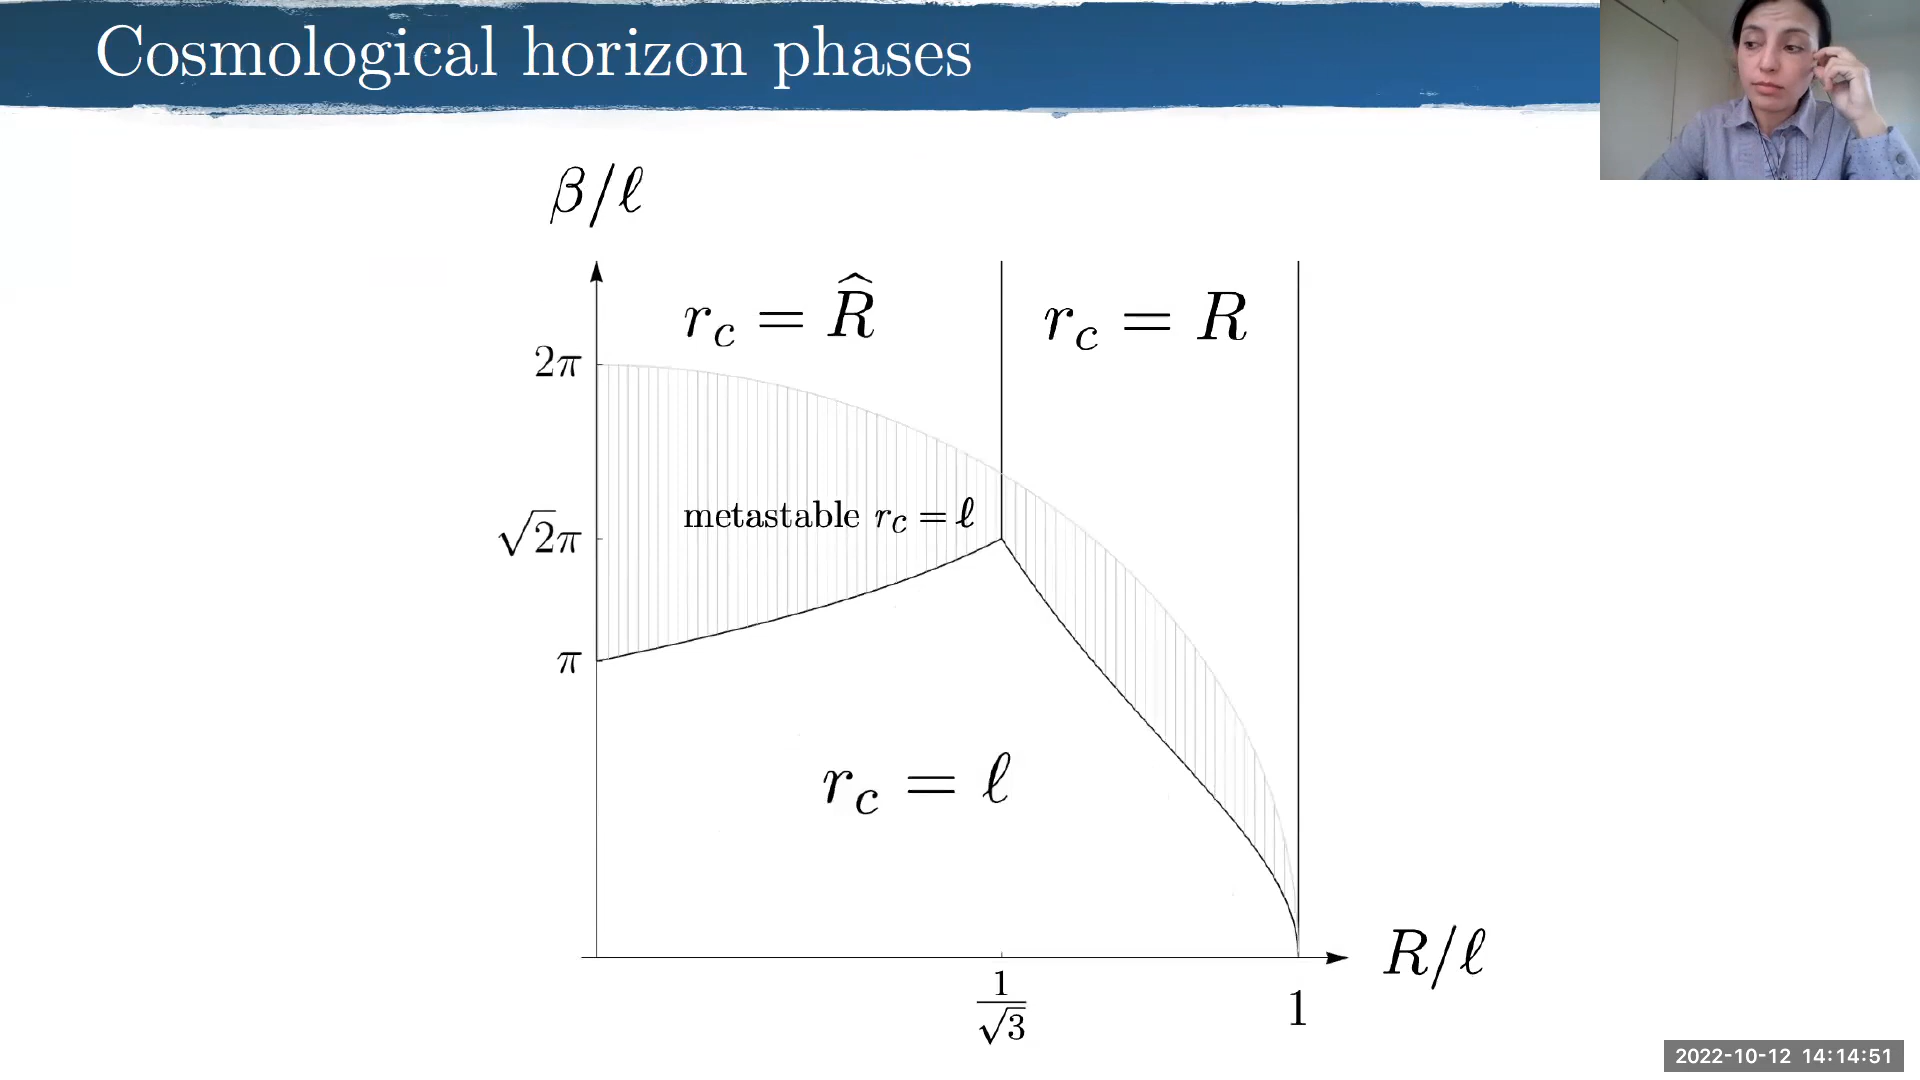 Cosmological horizon phases
β/ℓ
r_c = R̂
r_c = R
2π
metastable r_c = ℓ
√2π
π
r_c = ℓ
R/ℓ
1/√3
1
2022-10-12 14:14:51